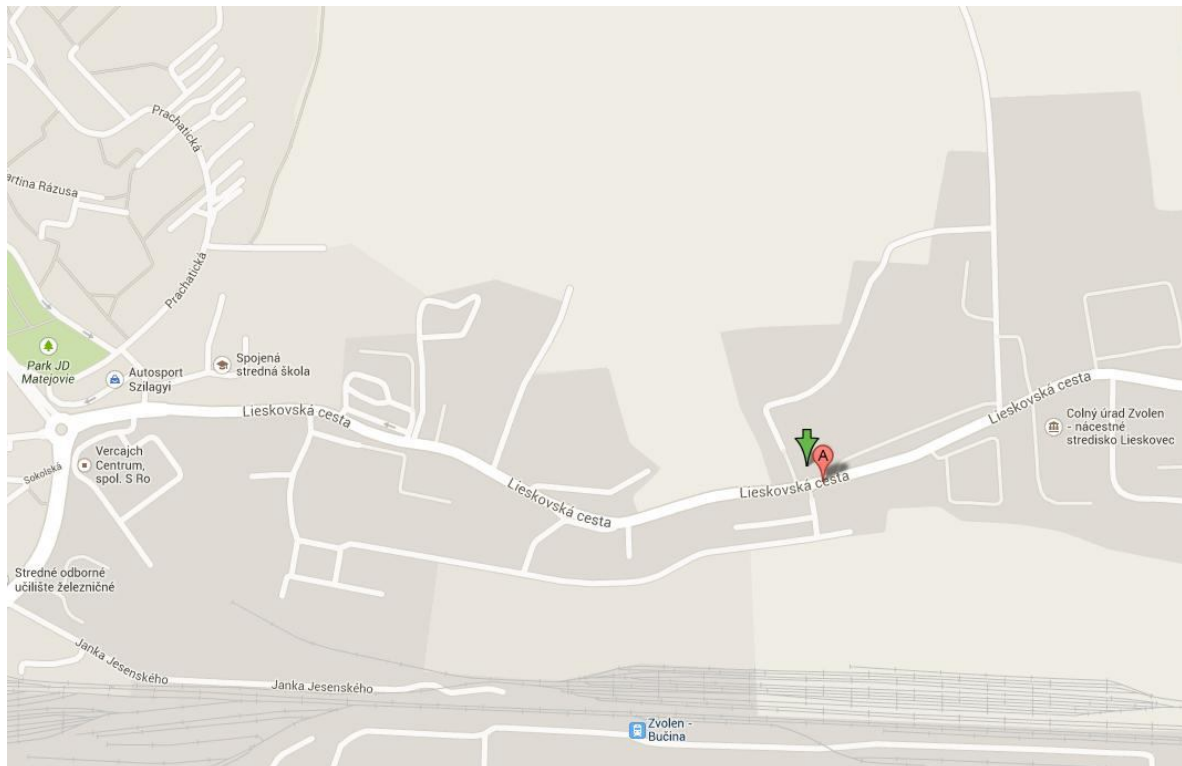 Prachatická
artina Rázusa
Prachatická
Park JD
Matejovie
Autosport
Szilagyi
Spojená
stredná škola
Lieskovská cesta
Lieskovská cesta
Colný úrad Zvolen
- nácestné
stredisko Lieskovec
Lieskovská cesta
A
Lieskovská cesta
Sokolská
Vercajch
Centrum,
spol. S Ro
Stredné odborné
učilište železničné
Janka Jesenského
Janka Jesenského
Zvolen -
Bučina